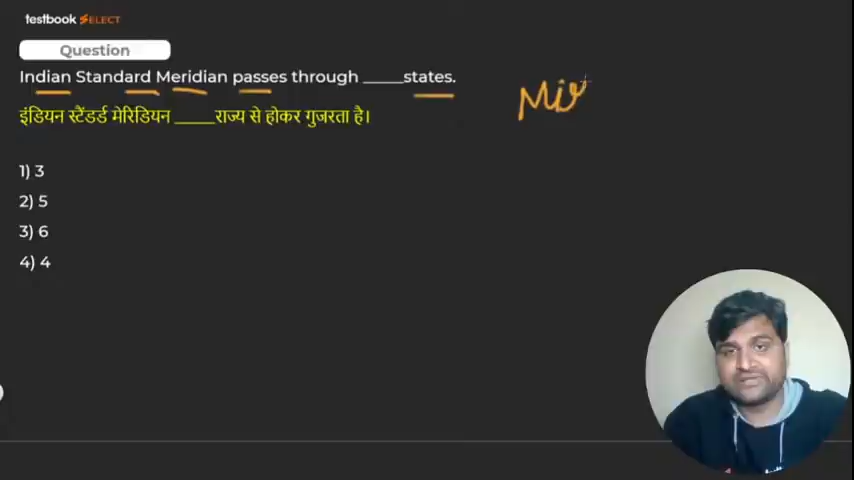 testbook SELECT
Question
Indian Standard Meridian passes through _____states.
इंडियन स्टैंडर्ड मेरिडियन _____राज्य से होकर गुजरता है।
1) 3
2) 5
3) 6
4) 4